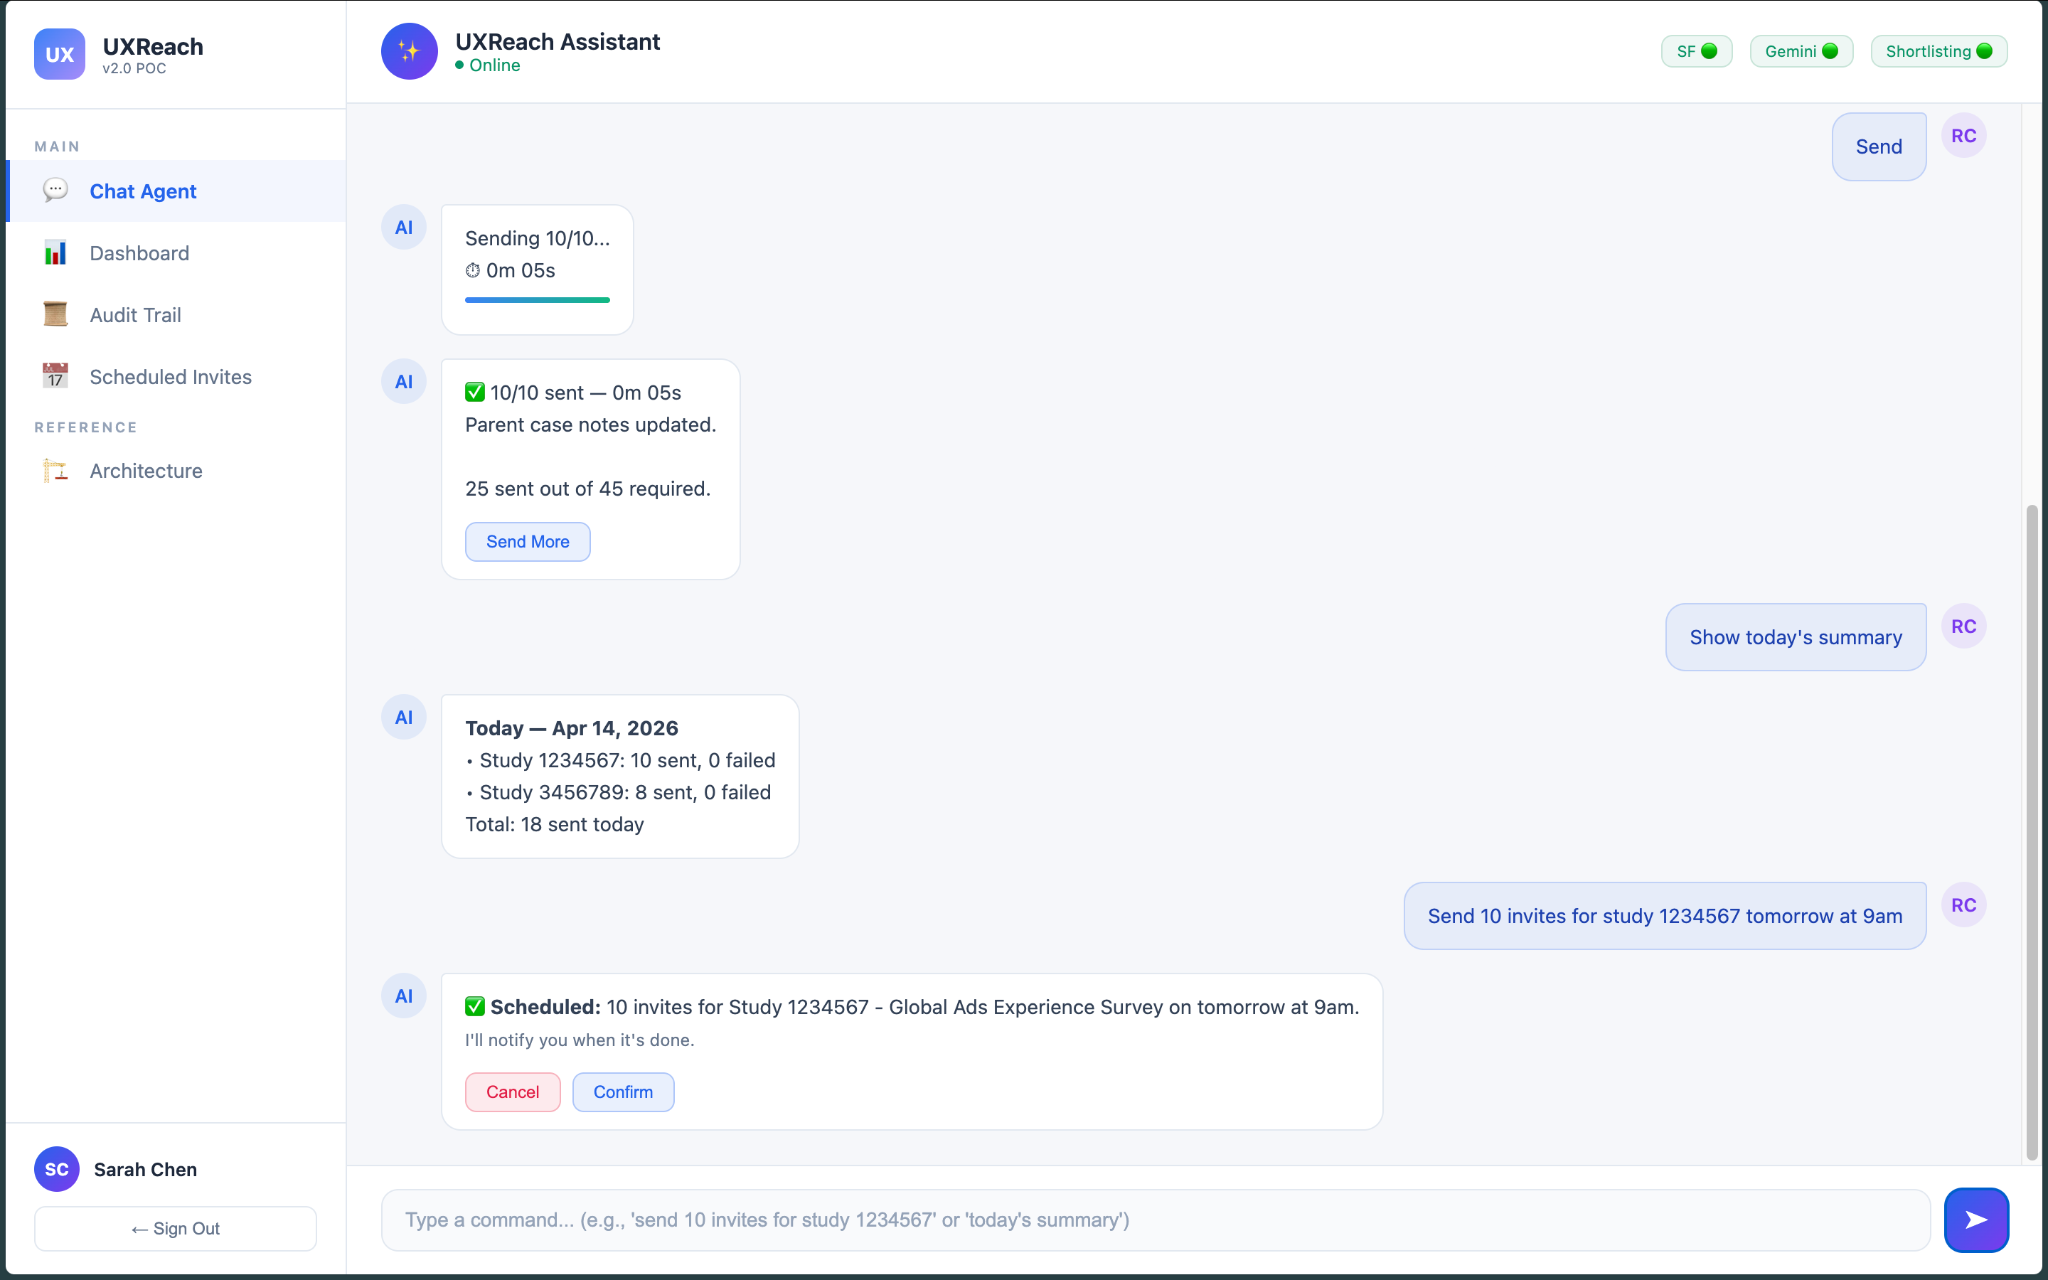 UX
UXReach
v2.0 POC
MAIN
Chat Agent
Dashboard
Audit Trail
17
Scheduled Invites
REFERENCE
Architecture
SC
Sarah Chen
← Sign Out
UXReach Assistant
Online
SF
Gemini
Shortlisting
Send
RC
AI
Sending 10/10...
⏱ 0m 05s
AI
✅ 10/10 sent — 0m 05s
Parent case notes updated.
25 sent out of 45 required.
Send More
Show today's summary
RC
AI
Today — Apr 14, 2026
• Study 1234567: 10 sent, 0 failed
• Study 3456789: 8 sent, 0 failed
Total: 18 sent today
Send 10 invites for study 1234567 tomorrow at 9am
RC
AI
✅ Scheduled: 10 invites for Study 1234567 - Global Ads Experience Survey on tomorrow at 9am.
I'll notify you when it's done.
Cancel
Confirm
Type a command... (e.g., 'send 10 invites for study 1234567' or 'today's summary')